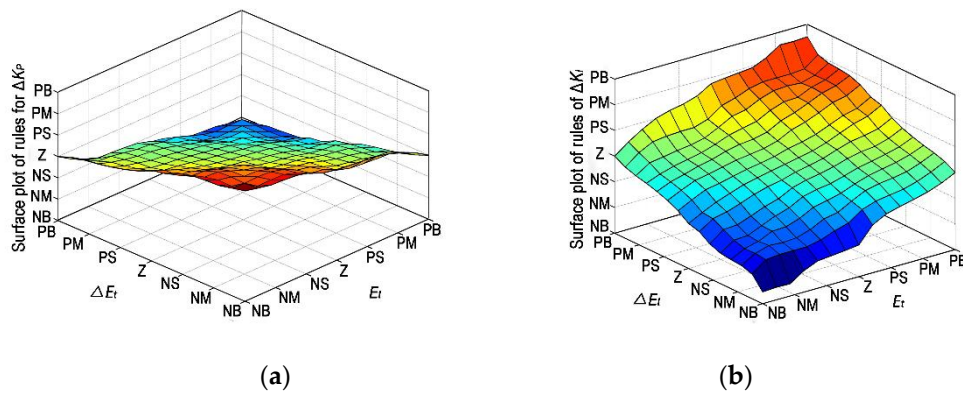 Surface plot of rules for ΔKP
PB
PM
PS
Z
NS
NM
NB
PB
PM
PS
Z
NS
NM
NB
ΔEt
NB
NM
NS
Z
PS
PM
PB
Et
(a)
Surface plot of rules of ΔKI
PB
PM
PS
Z
NS
NM
NB
PB
PM
PS
Z
NS
NM
NB
ΔEt
NB
NM
NS
Z
PS
PM
PB
Et
(b)